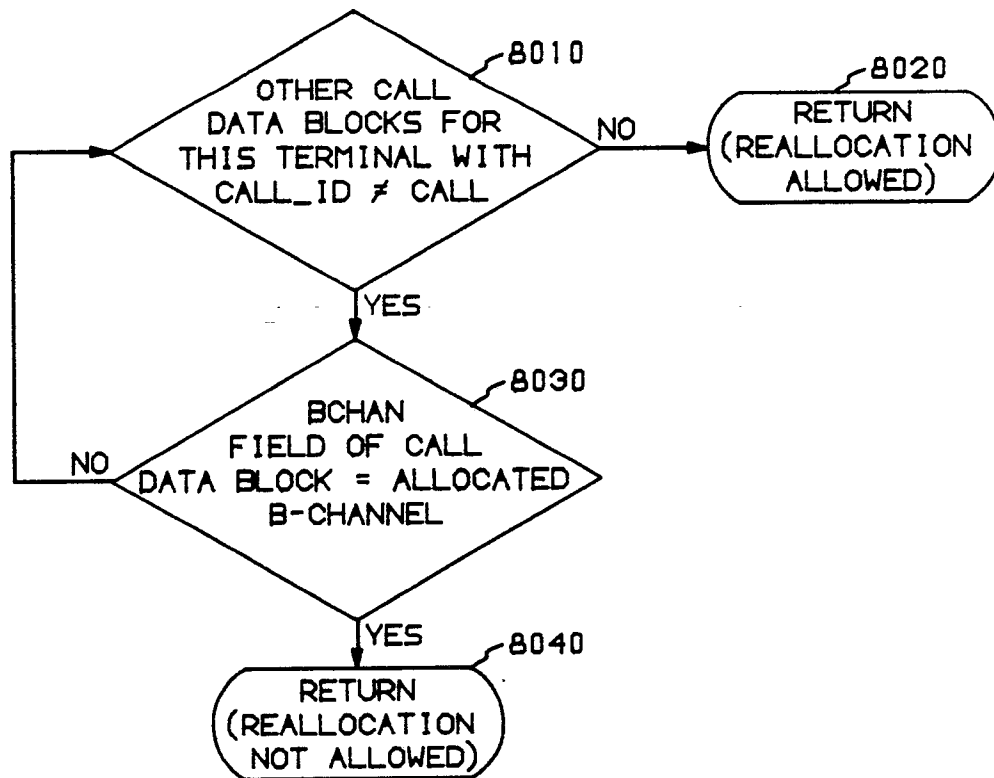 8010
OTHER CALL
DATA BLOCKS FOR
THIS TERMINAL WITH
CALL_ID ≠ CALL
NO
8020
RETURN
(REALLOCATION
ALLOWED)
YES
8030
BCHAN
FIELD OF CALL
DATA BLOCK = ALLOCATED
B-CHANNEL
NO
YES
8040
RETURN
(REALLOCATION
NOT ALLOWED)